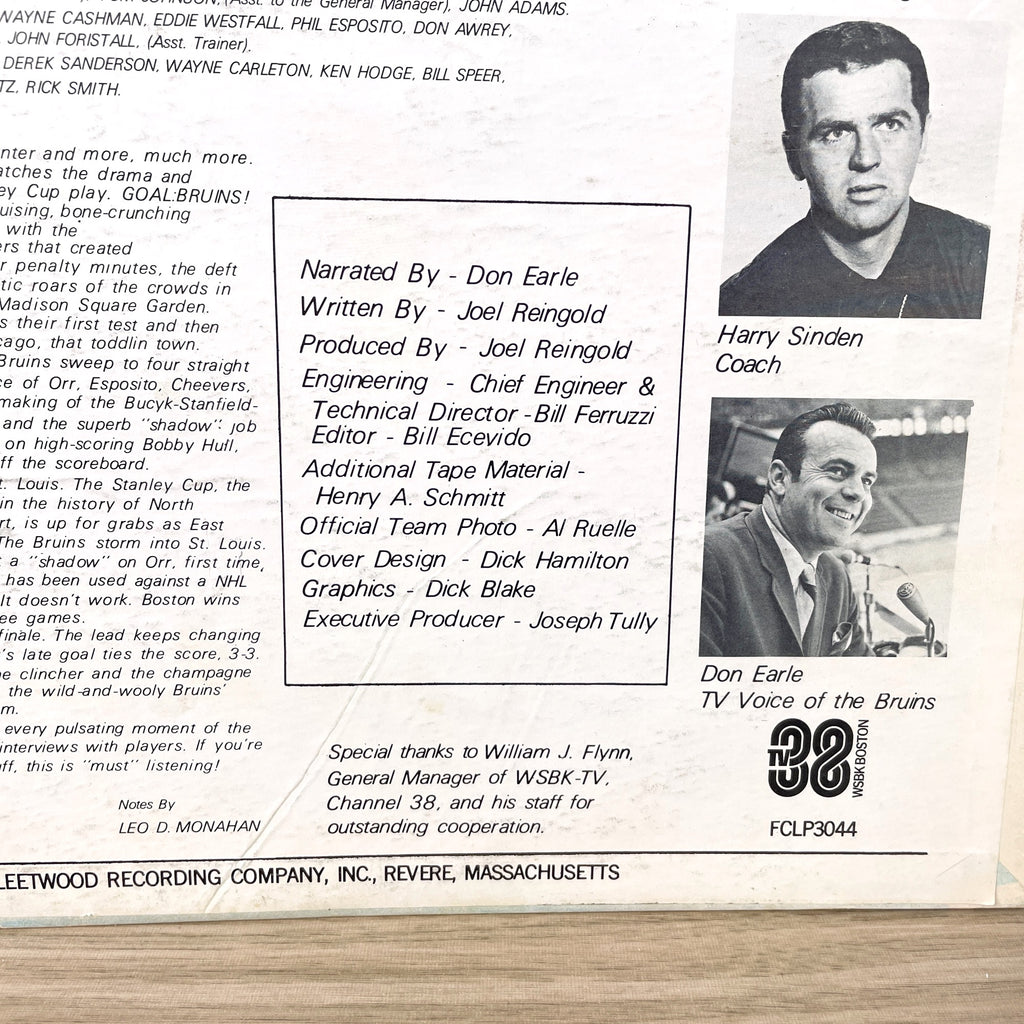 (Asst. to the General Manager), JOHN ADAMS.
WAYNE CASHMAN, EDDIE WESTFALL, PHIL ESPOSITO, DON AWREY,
JOHN FORISTALL, (Asst. Trainer).
DEREK SANDERSON, WAYNE CARLETON, KEN HODGE, BILL SPEER,
TZ, RICK SMITH.
nter and more, much more.
atches the drama and
ey Cup play. GOAL:BRUINS!
uising, bone-crunching
with the
ers that created
r penalty minutes, the deft
tic roars of the crowds in
Madison Square Garden.
s their first test and then
cago, that toddlin town.
Bruins sweep to four straight
ce of Orr, Esposito, Cheevers,
making of the Bucyk-Stanfield-
and the superb "shadow" job
on high-scoring Bobby Hull,
ff the scoreboard.
t. Louis. The Stanley Cup, the
in the history of North
rt, is up for grabs as East
The Bruins storm into St. Louis.
a "shadow" on Orr, first time,
has been used against a NHL
It doesn't work. Boston wins
ee games.
finale. The lead keeps changing
's late goal ties the score, 3-3.
e clincher and the champagne
the wild-and-wooly Bruins'
m.
every pulsating moment of the
interviews with players. If you're
ff, this is "must" listening!
Notes By
LEO D. MONAHAN
Narrated By - Don Earle
Written By - Joel Reingold
Produced By - Joel Reingold
Engineering - Chief Engineer &
Technical Director - Bill Ferruzzi
Editor - Bill Ecevido
Additional Tape Material -
Henry A. Schmitt
Official Team Photo - Al Ruelle
Cover Design - Dick Hamilton
Graphics - Dick Blake
Executive Producer - Joseph Tully
Special thanks to William J. Flynn,
General Manager of WSBK-TV,
Channel 38, and his staff for
outstanding cooperation.
Harry Sinden
Coach
Don Earle
TV Voice of the Bruins
TV 38
WSBK BOSTON
FCLP3044
LEETWOOD RECORDING COMPANY, INC., REVERE, MASSACHUSETTS